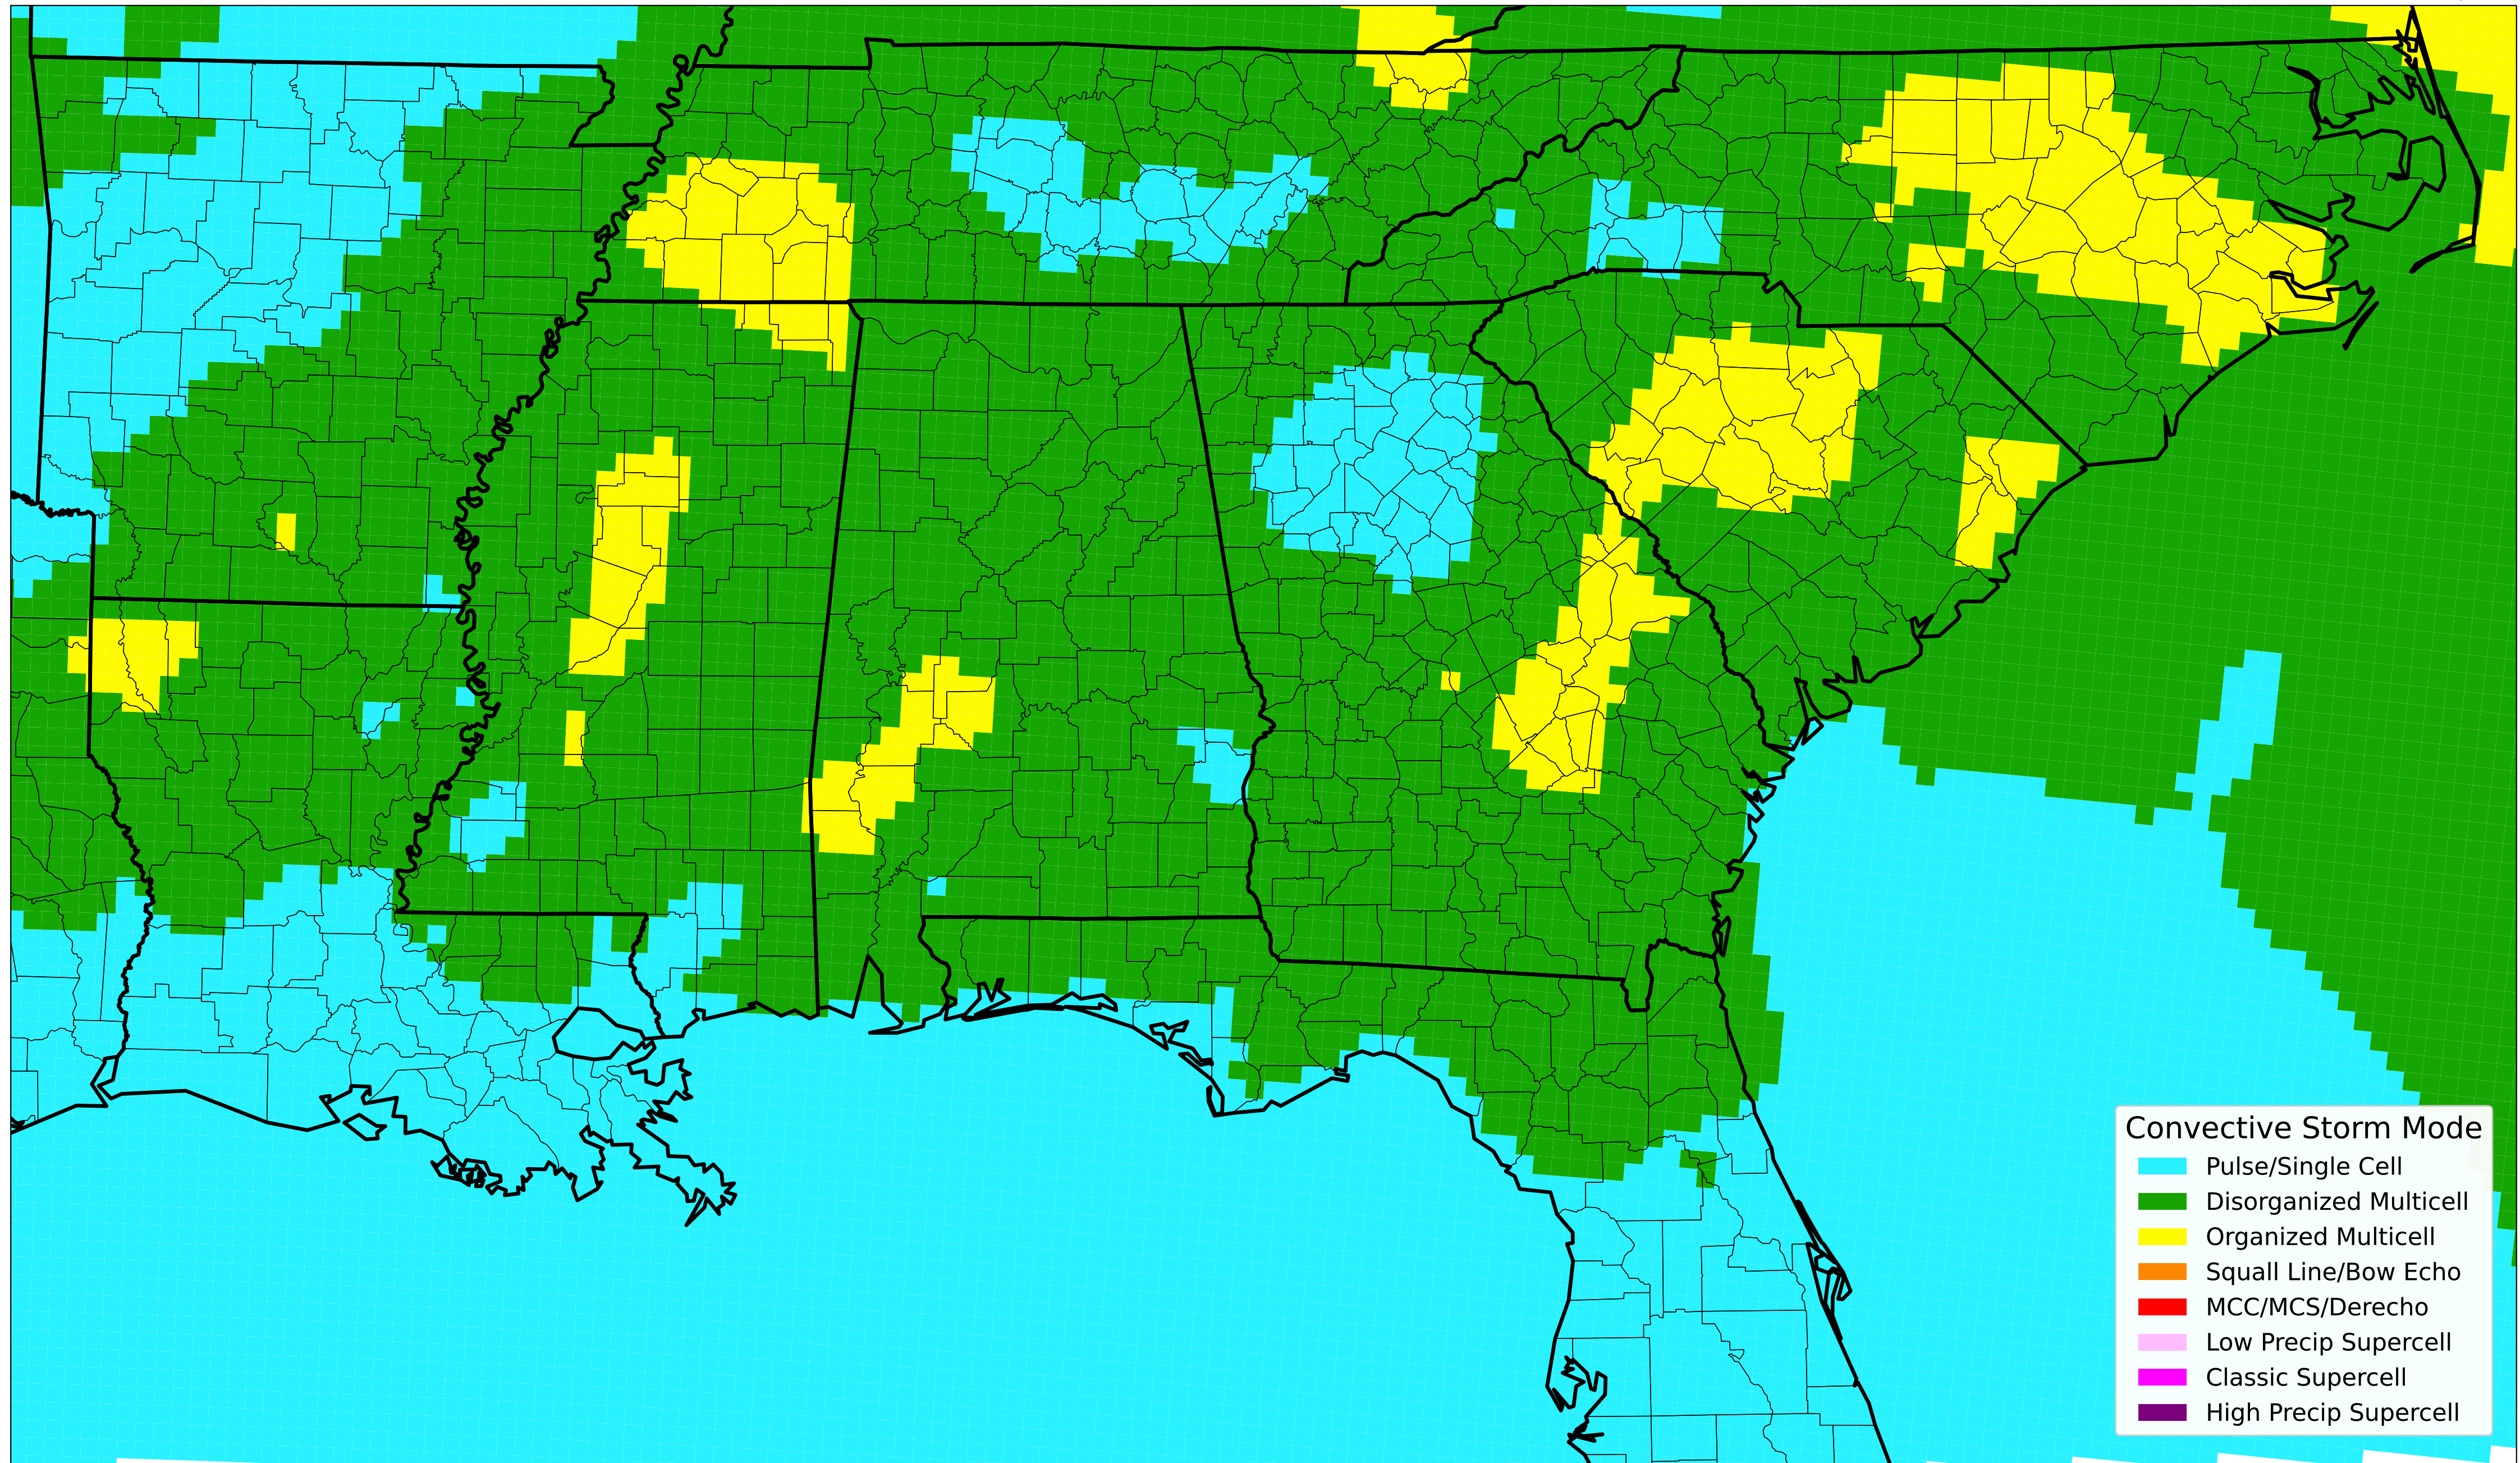 Convective Storm Mode
Pulse/Single Cell
Disorganized Multicell
Organized Multicell
Squall Line/Bow Echo
MCC/MCS/Derecho
Low Precip Supercell
Classic Supercell
High Precip Supercell